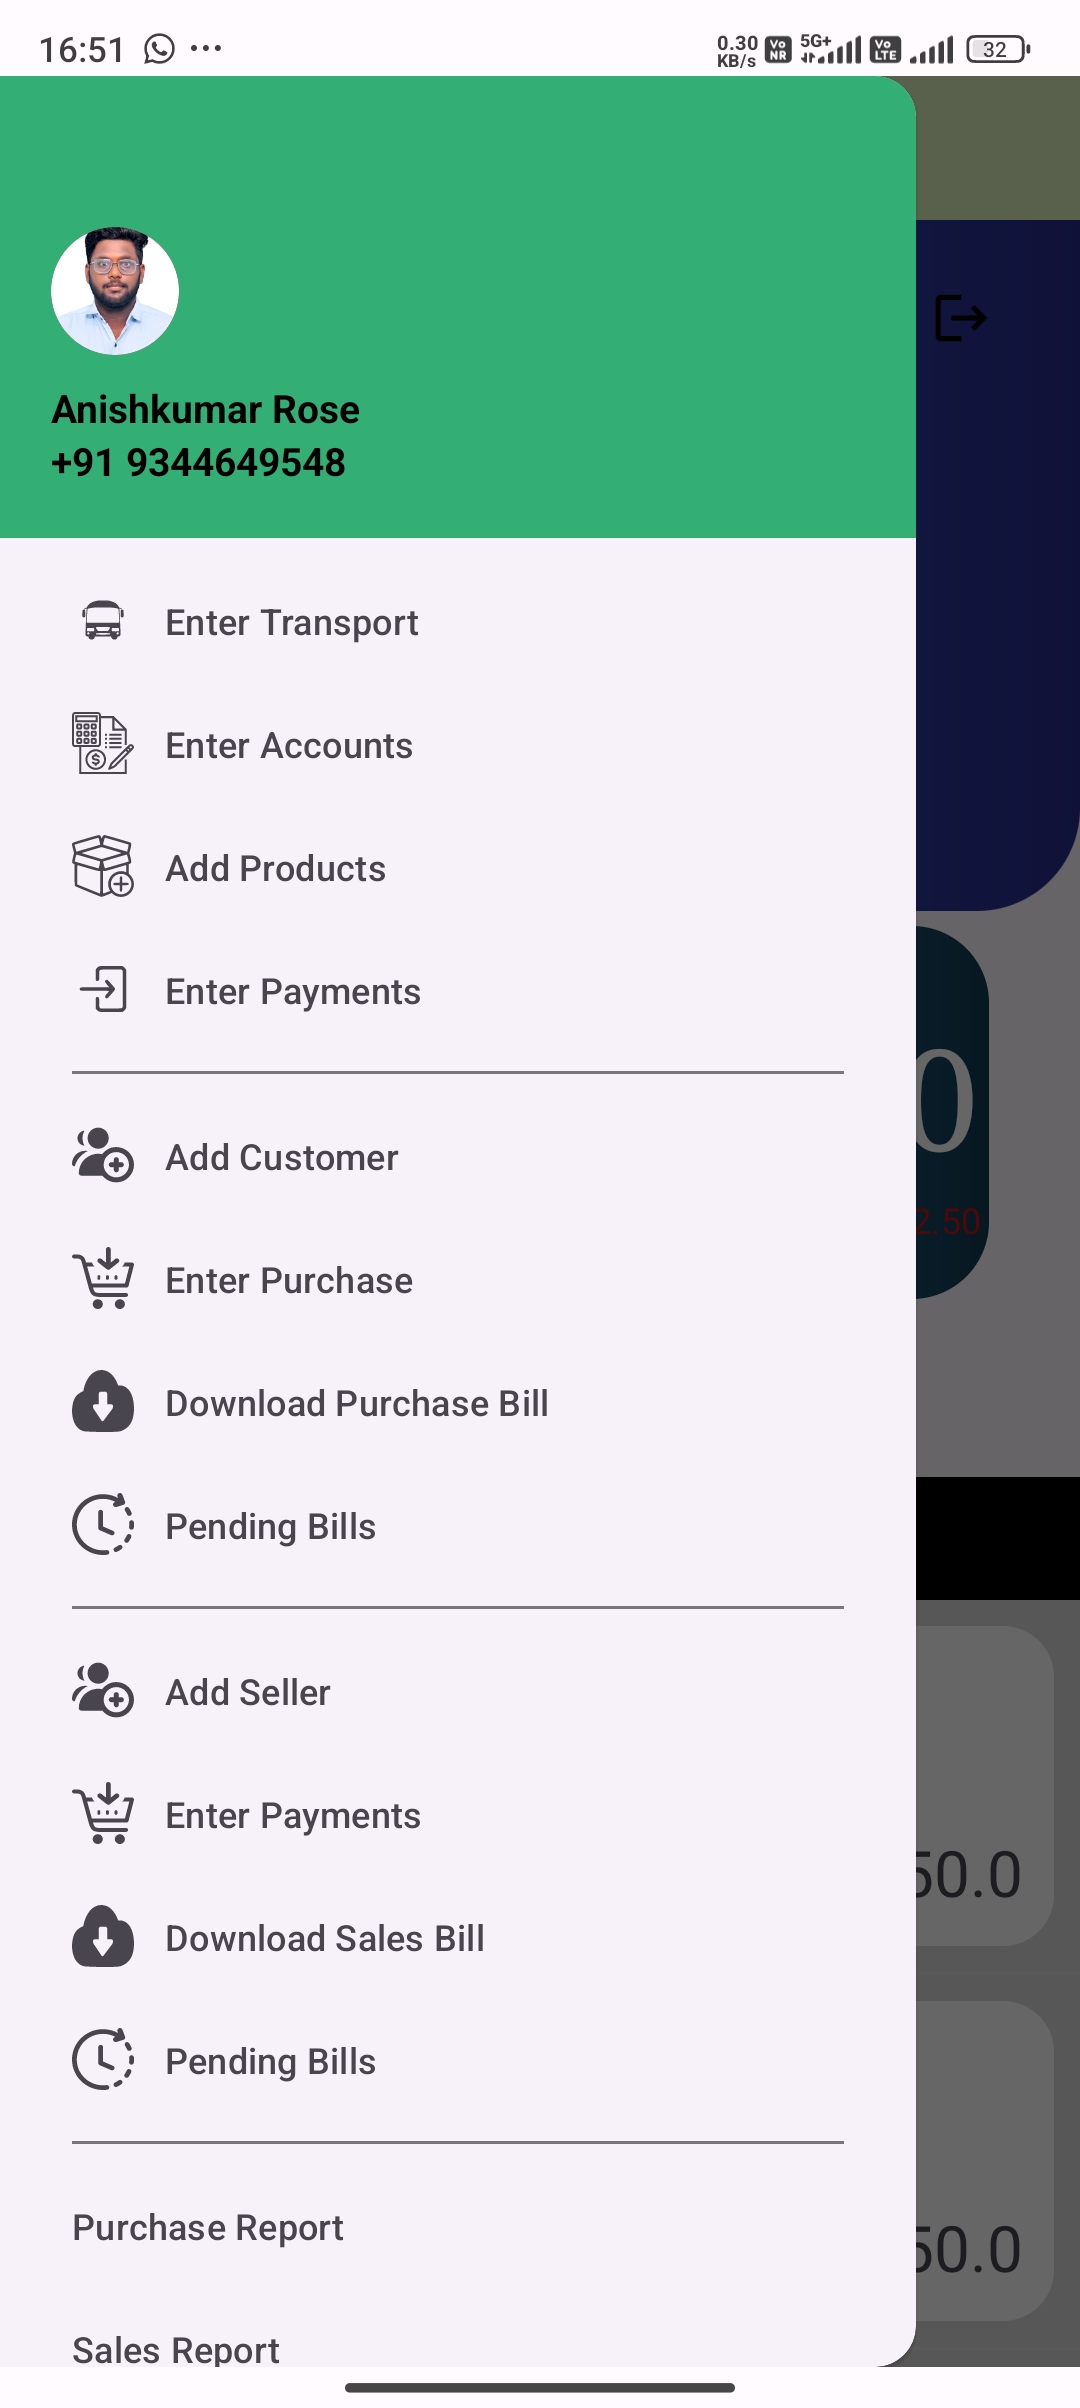 16:51
0.30
KB/s
Vo
NR
5G+
Vo
LTE
32
Anishkumar Rose
+91 9344649548
Enter Transport
Enter Accounts
Add Products
Enter Payments
0
2.50
Add Customer
Enter Purchase
Download Purchase Bill
Pending Bills
Add Seller
Enter Payments
50.0
Download Sales Bill
Pending Bills
Purchase Report
50.0
Sales Report